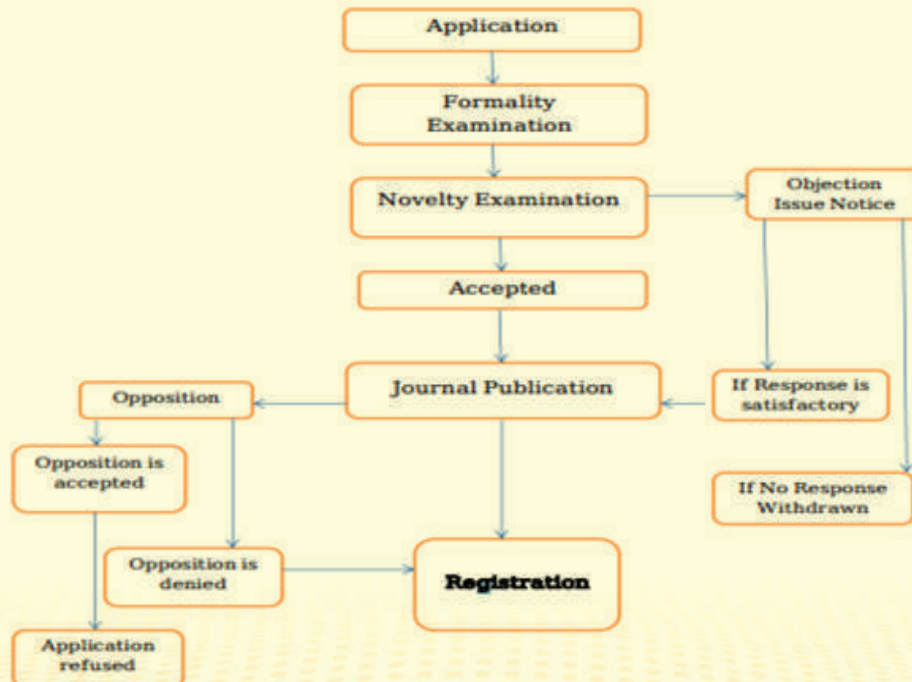 Application
Formality
Examination
Novelty Examination
Objection
Issue Notice
Accepted
Journal Publication
If Response is
satisfactory
Opposition
Opposition is
accepted
If No Response
Withdrawn
Opposition is
denied
Registration
Application
refused